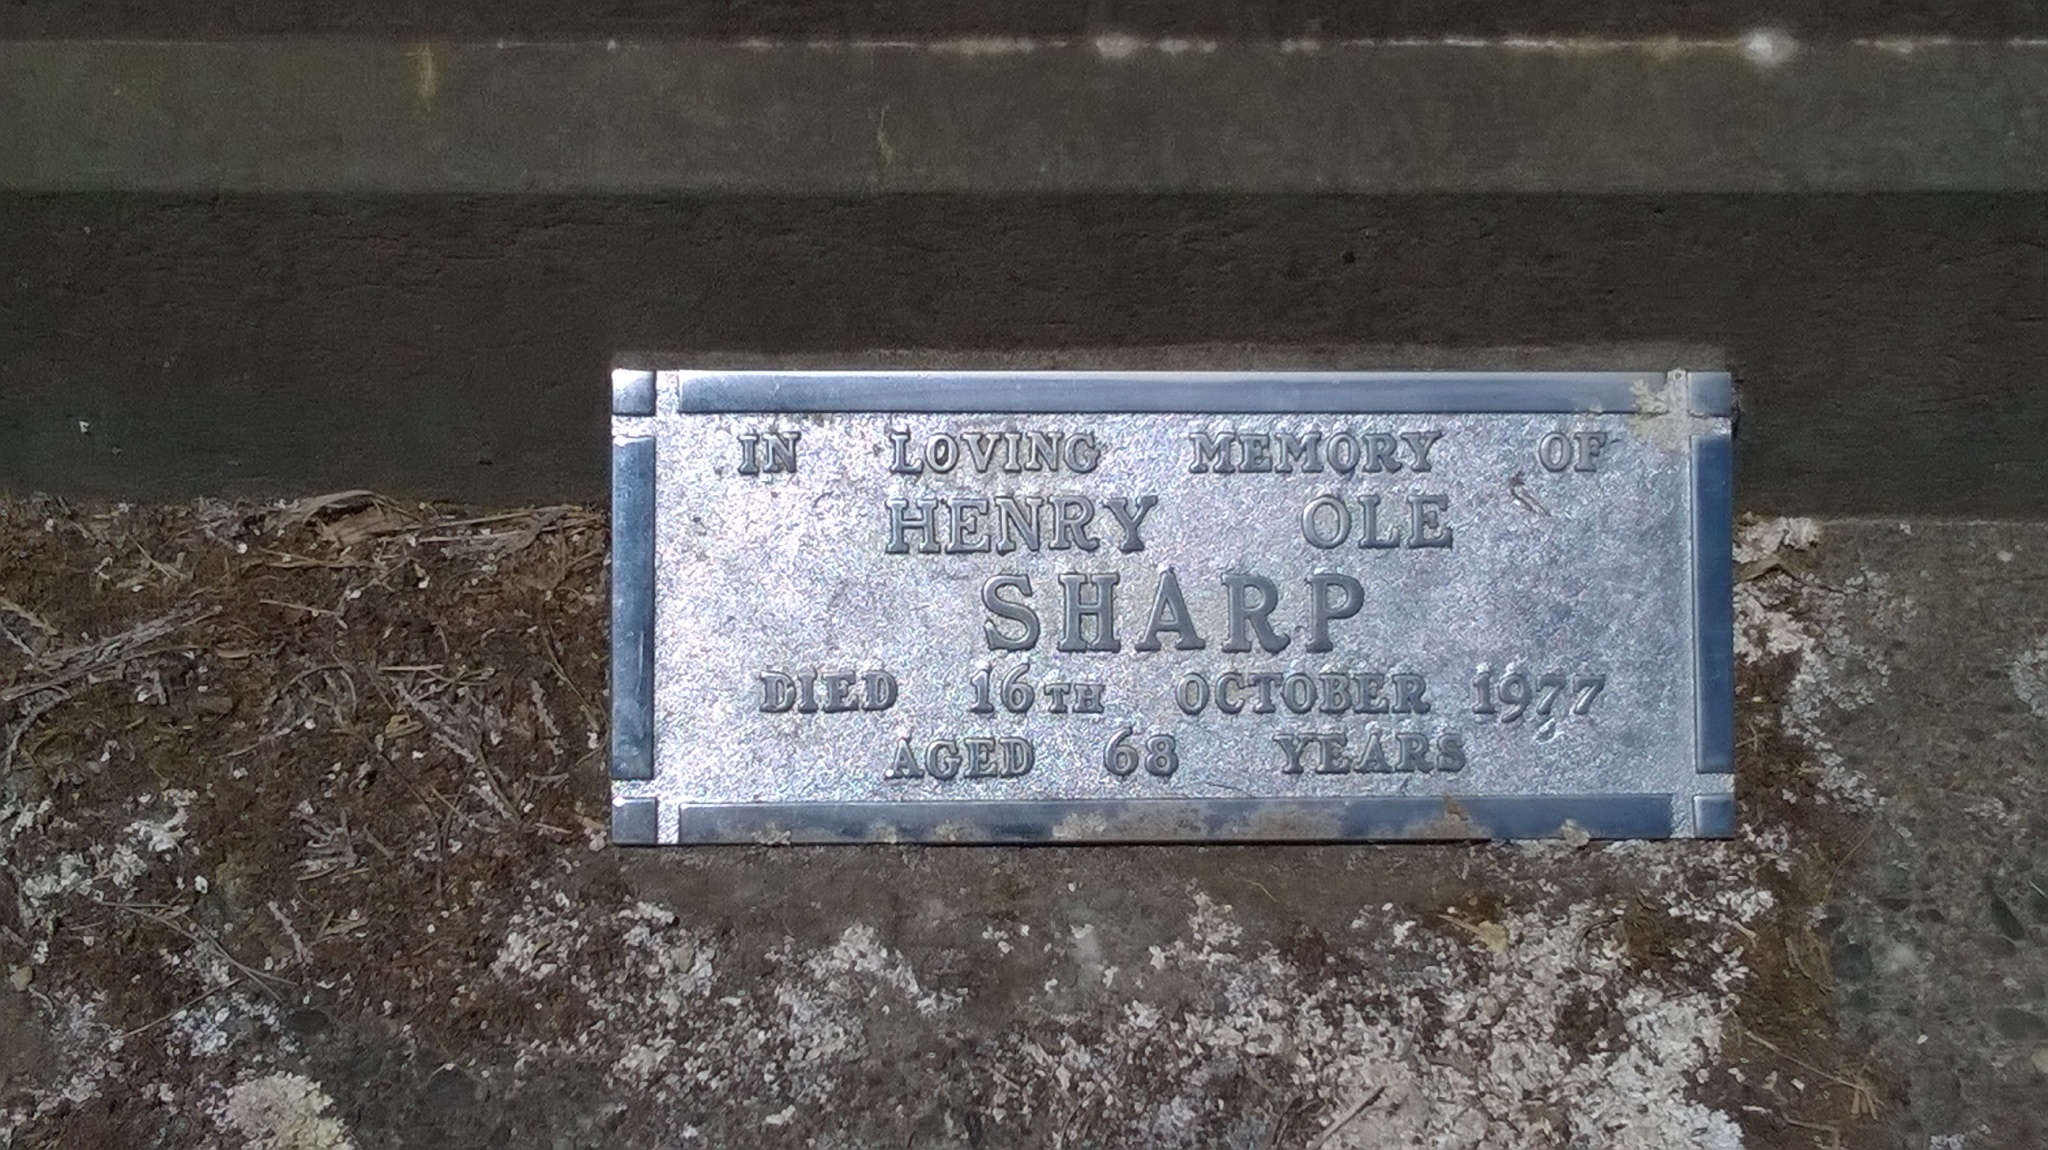 IN LOVING MEMORY OF
HENRY OLE
SHARP
DIED 16TH OCTOBER 1977
AGED 68 YEARS